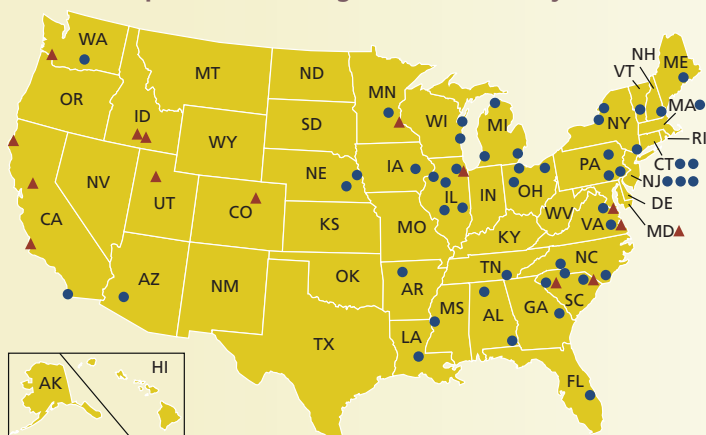 NH
WA
VT
ME
MT
ND
MN
MA
OR
ID
WI
NY
RI
SD
MI
WY
CT
IA
PA
NJ
NE
OH
NV
IL
IN
DE
UT
WV
CA
CO
VA
MO
KS
KY
MD
NC
TN
OK
AZ
NM
AR
SC
MS
GA
AL
TX
LA
HI
AK
FL